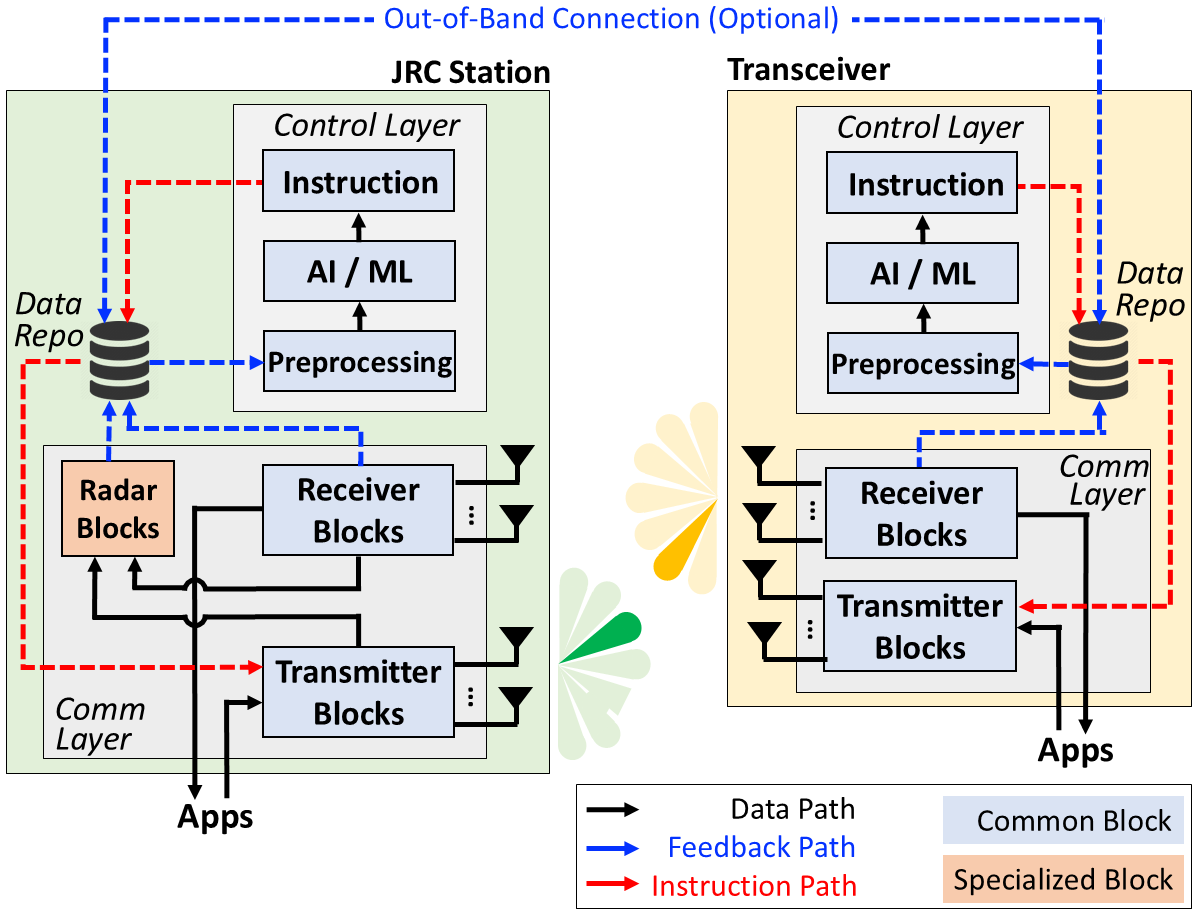 Out-of-Band Connection (Optional)
JRC Station
Control Layer
Instruction
AI / ML
Preprocessing
Data
Repo
Radar
Blocks
Receiver
Blocks
...
Transmitter
Blocks
...
Comm
Layer
Apps
Transceiver
Control Layer
Instruction
AI / ML
Preprocessing
Data
Repo
Comm
Layer
Receiver
Blocks
...
Transmitter
Blocks
...
Apps
Data Path
Feedback Path
Instruction Path
Common Block
Specialized Block